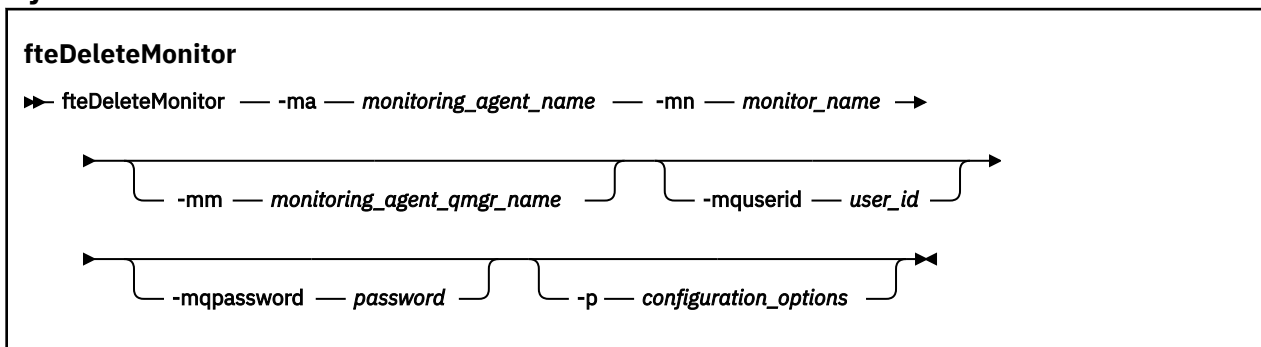 fteDeleteMonitor
fteDeleteMonitor -ma monitoring_agent_name -mn monitor_name
-mm monitoring_agent_qmgr_name -mquserid user_id
-mqpassword password -p configuration_options